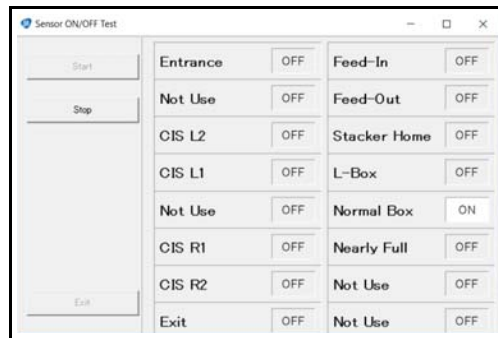 Sensor ON/OFF Test
Start
Stop
Exit
Entrance OFF Feed-In OFF
Not Use OFF Feed-Out OFF
CIS L2 OFF Stacker Home OFF
CIS L1 OFF L-Box OFF
Not Use OFF Normal Box ON
CIS R1 OFF Nearly Full OFF
CIS R2 OFF Not Use OFF
Exit OFF Not Use OFF